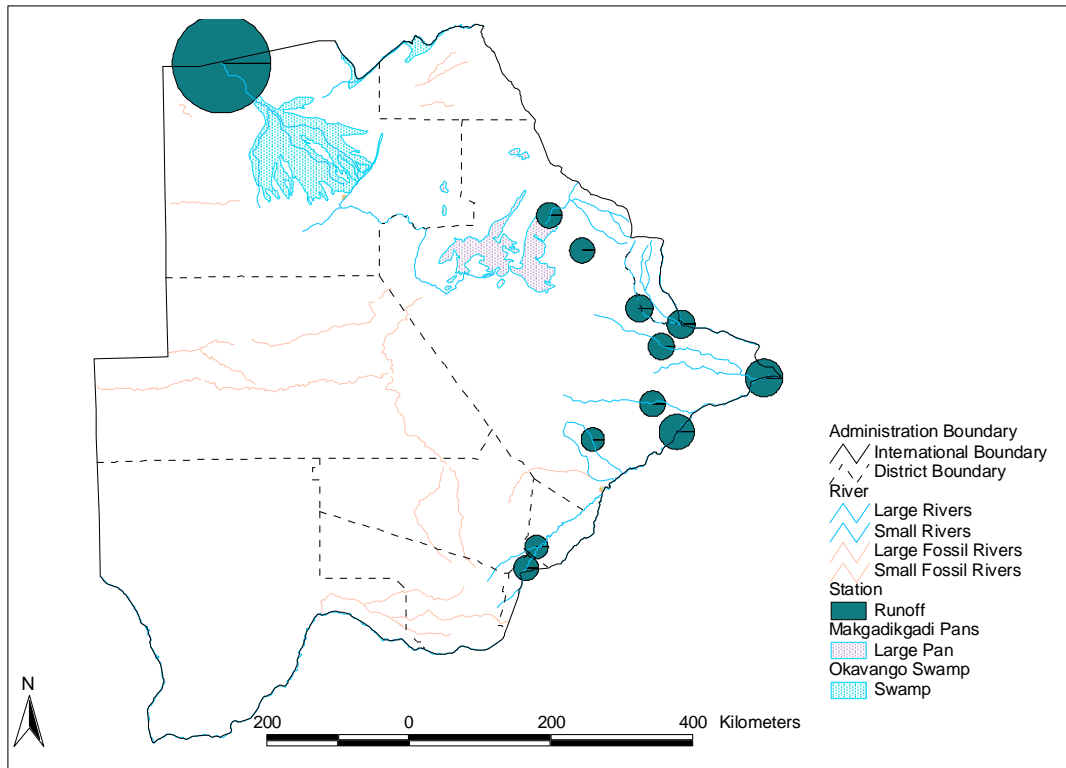 Administration Boundary
International Boundary
District Boundary
River
Large Rivers
Small Rivers
Large Fossil Rivers
Small Fossil Rivers
Station
Runoff
Makgadikgadi Pans
Large Pan
Okavango Swamp
Swamp
N
200 0 200 400 Kilometers